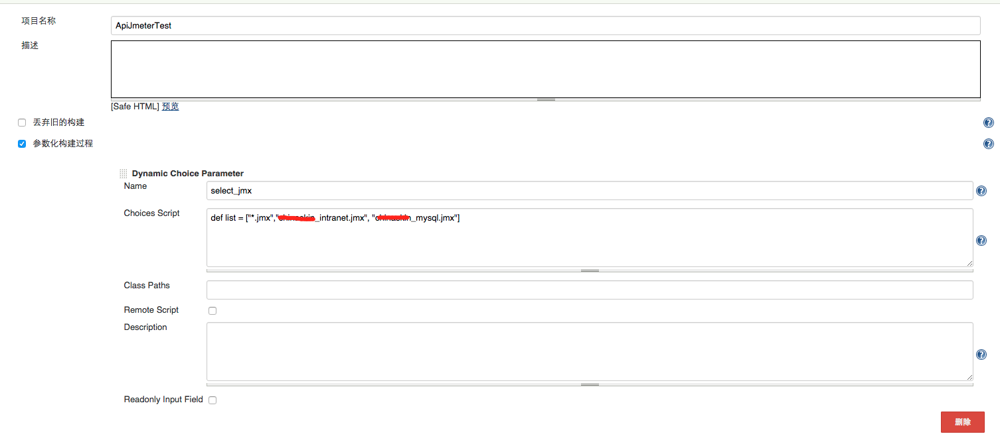 项目名称
ApiJmeterTest
描述
[Safe HTML] 预览
丢弃旧的构建
参数化构建过程
Dynamic Choice Parameter
Name
select_jmx
Choices Script
def list = ["*.jmx","_intranet.jmx", "_mysql.jmx"]
Class Paths
Remote Script
Description
Readonly Input Field
删除